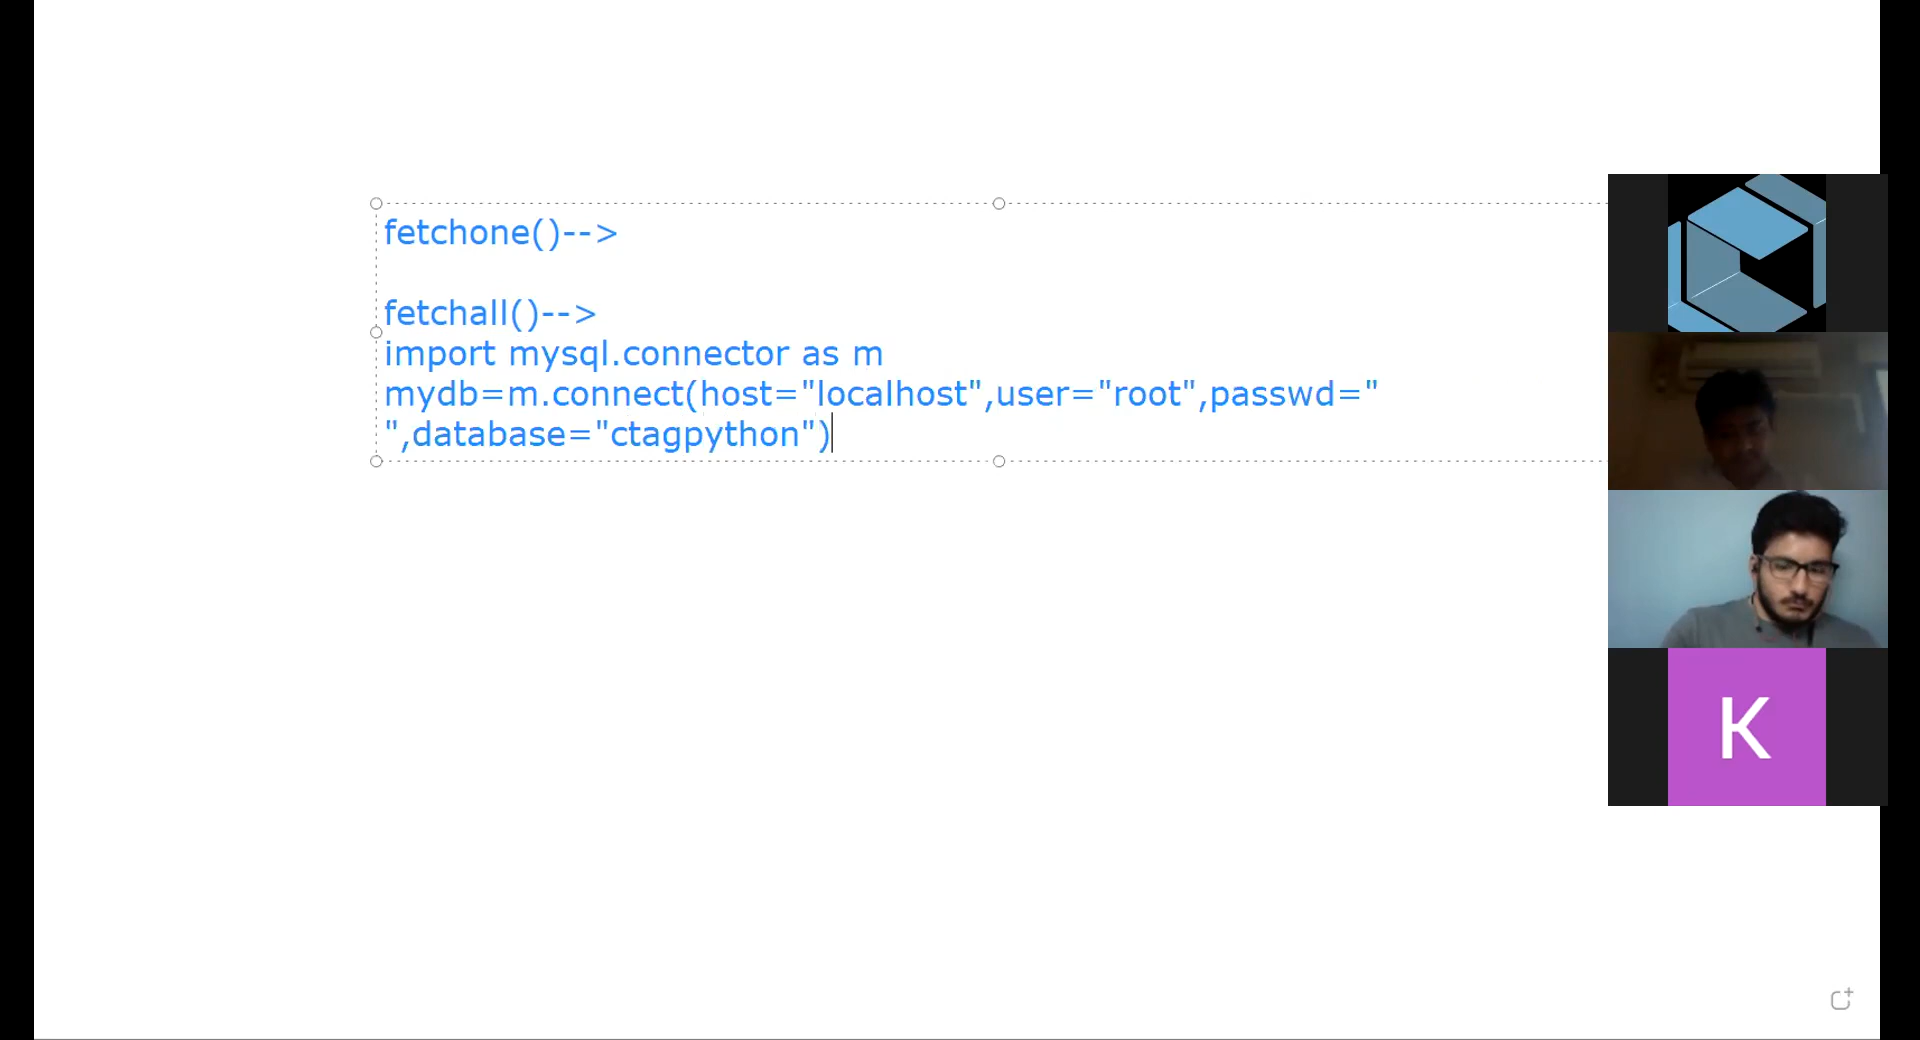 fetchone()-->
fetchall()-->
import mysql.connector as m
mydb=m.connect(host="localhost",user="root",passwd="
",database="ctagpython")
K